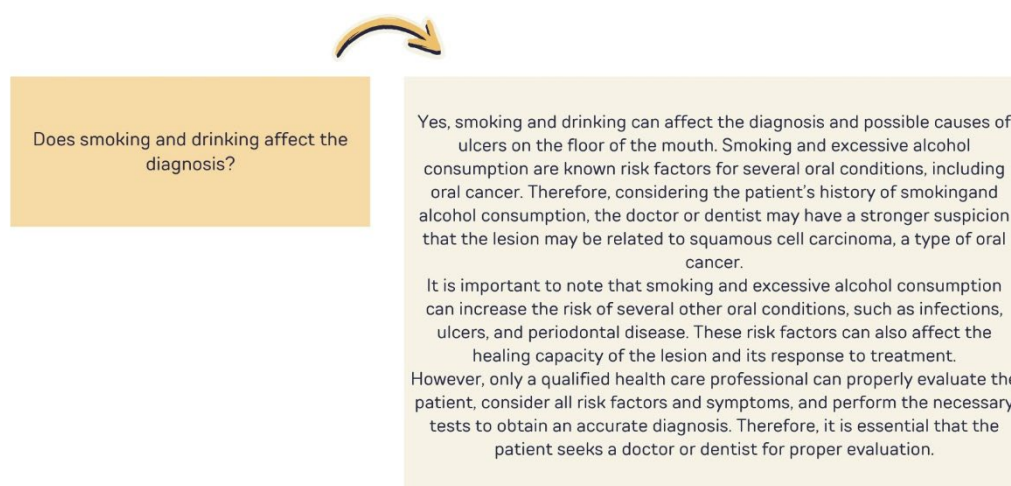 Does smoking and drinking affect the
diagnosis?
Yes, smoking and drinking can affect the diagnosis and possible causes of
ulcers on the floor of the mouth. Smoking and excessive alcohol
consumption are known risk factors for several oral conditions, including
oral cancer. Therefore, considering the patient's history of smokingand
alcohol consumption, the doctor or dentist may have a stronger suspicion
that the lesion may be related to squamous cell carcinoma, a type of oral
cancer.
It is important to note that smoking and excessive alcohol consumption
can increase the risk of several other oral conditions, such as infections,
ulcers, and periodontal disease. These risk factors can also affect the
healing capacity of the lesion and its response to treatment.
However, only a qualified health care professional can properly evaluate the
patient, consider all risk factors and symptoms, and perform the necessary
tests to obtain an accurate diagnosis. Therefore, it is essential that the
patient seeks a doctor or dentist for proper evaluation.